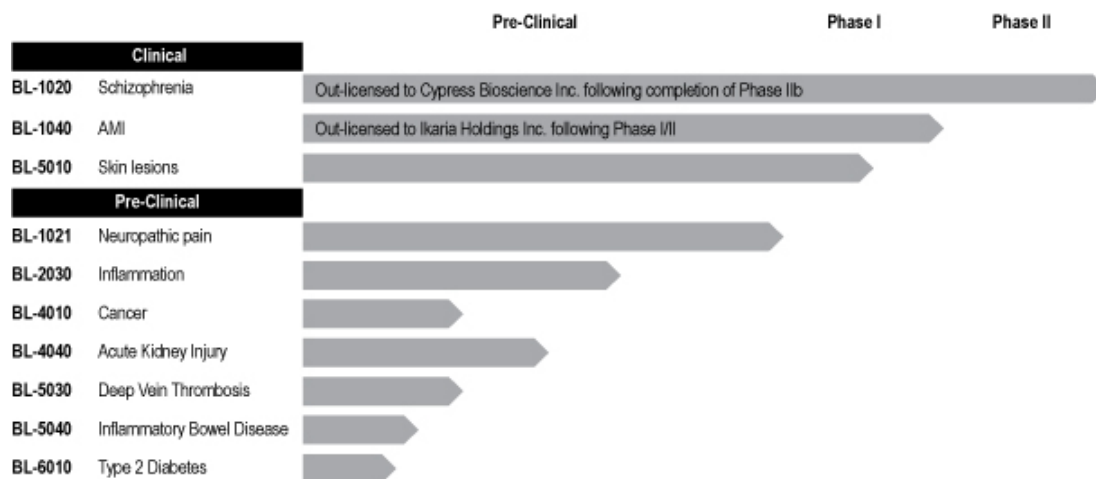 Pre-Clinical Phase I Phase II
Clinical
BL-1020 Schizophrenia Out-licensed to Cypress Bioscience Inc. following completion of Phase IIb
BL-1040 AMI Out-licensed to Ikaria Holdings Inc. following Phase I/II
BL-5010 Skin lesions
Pre-Clinical
BL-1021 Neuropathic pain
BL-2030 Inflammation
BL-4010 Cancer
BL-4040 Acute Kidney Injury
BL-5030 Deep Vein Thrombosis
BL-5040 Inflammatory Bowel Disease
BL-6010 Type 2 Diabetes